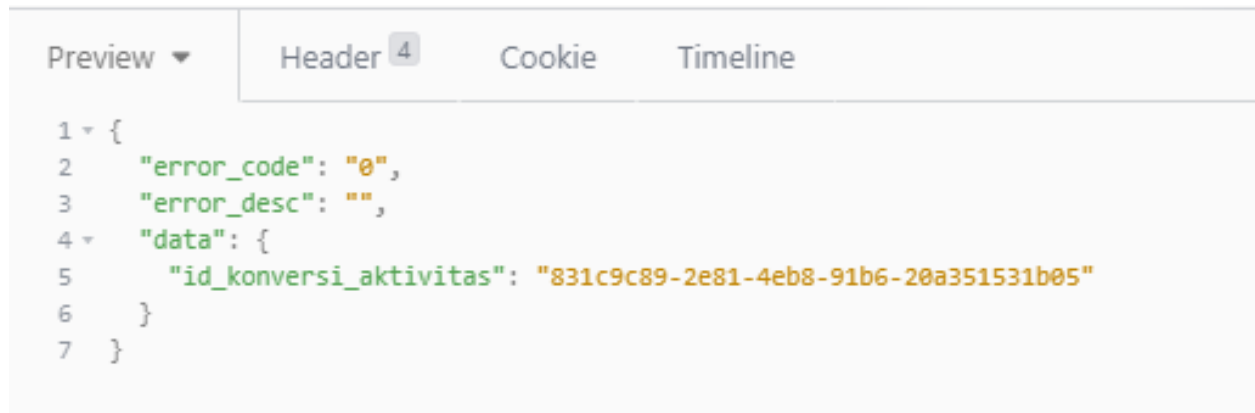 Preview Header 4 Cookie Timeline
1 {
2 "error_code": "0",
3 "error_desc": "",
4 "data": {
5 "id_konversi_aktivitas": "831c9c89-2e81-4eb8-91b6-20a351531b05"
6 }
7 }